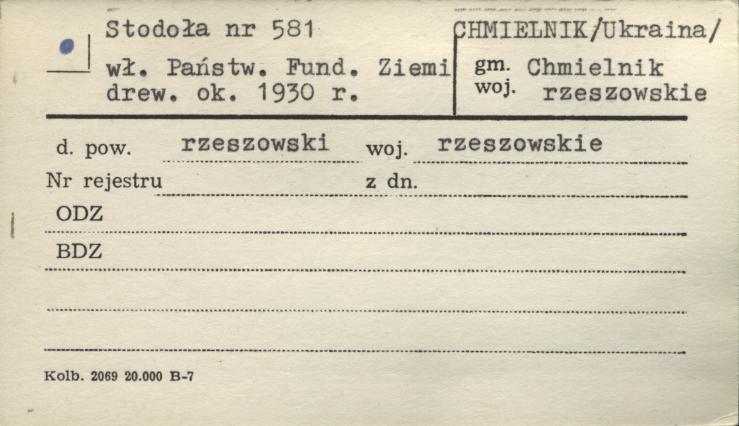 Stodoła nr 581
CHMIELNIK/Ukraina/
wł. Państw. Fund. Ziemi
gm. Chmielnik
drew. ok. 1930 r.
woj. rzeszowskie
d. pow. rzeszowski woj. rzeszowskie
Nr rejestru z dn.
ODZ
BDZ
Kolb. 2069 20.000 B-7